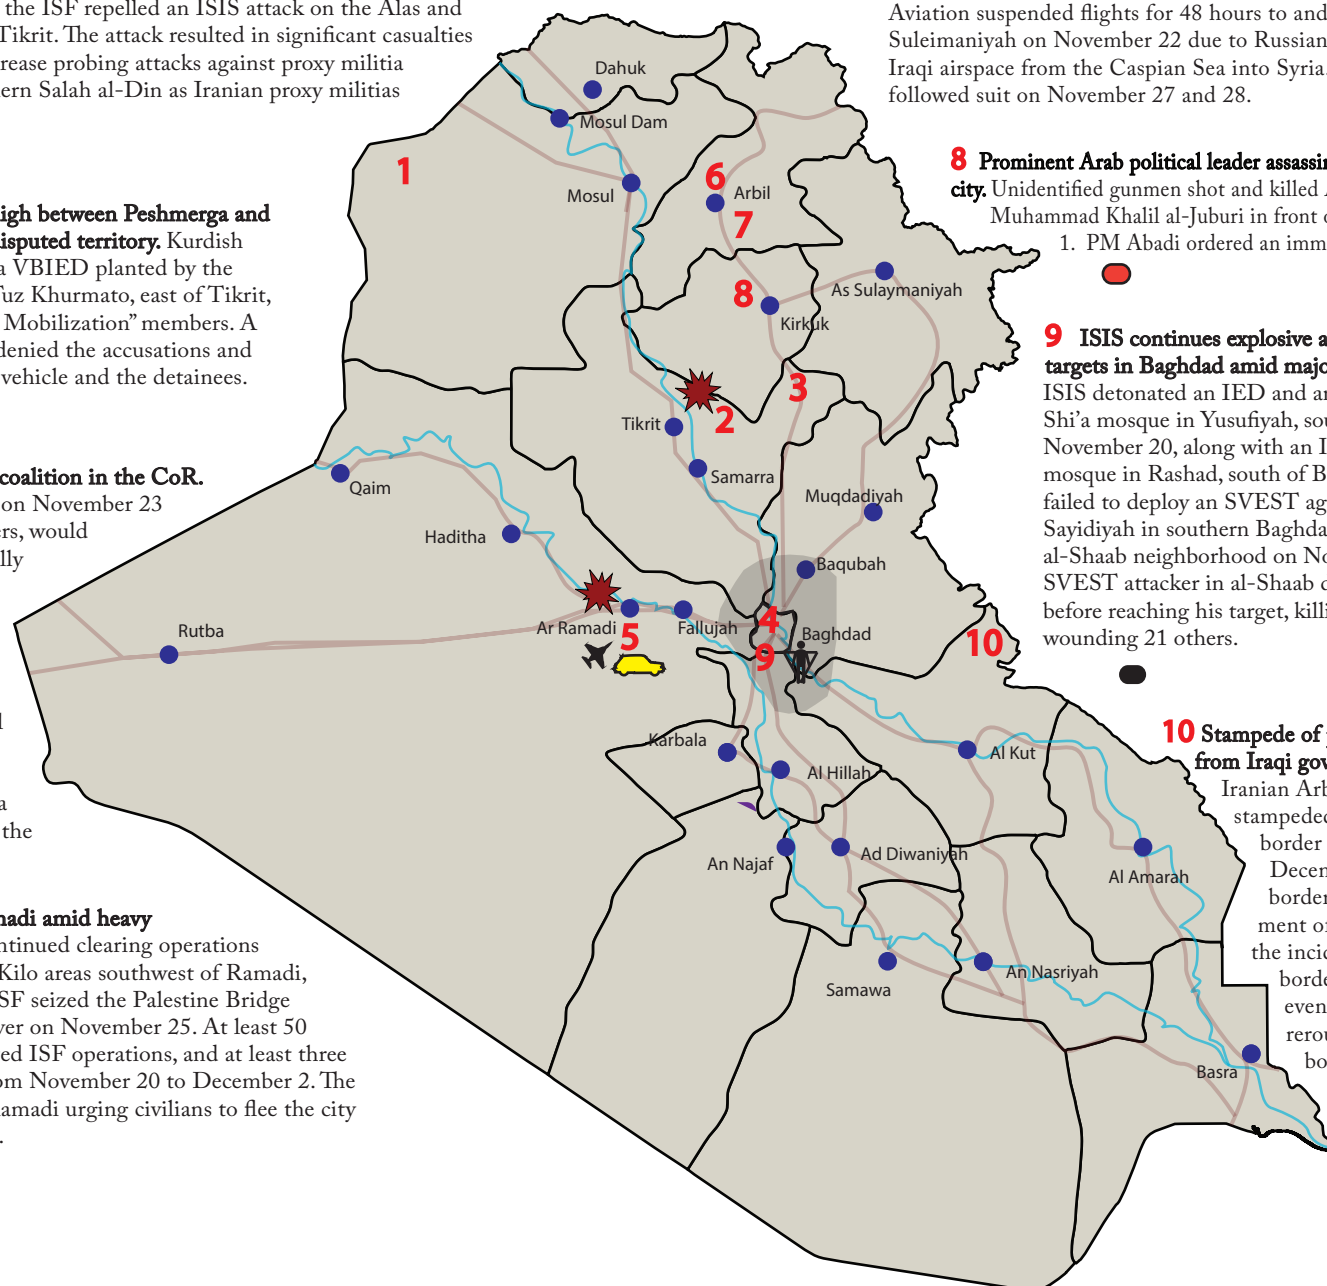 the ISF repelled an ISIS attack on the Alas and
Tikrit. The attack resulted in significant casualties
rease probing attacks against proxy militia
ern Salah al-Din as Iranian proxy militias
igh between Peshmerga and
isputed territory. Kurdish
a VBIED planted by the
Tuz Khurmato, east of Tikrit,
Mobilization” members. A
denied the accusations and
vehicle and the detainees.
coalition in the CoR.
on November 23
ers, would
lly
l
a
the
madi amid heavy
ntinued clearing operations
Kilo areas southwest of Ramadi,
SF seized the Palestine Bridge
ver on November 25. At least 50
ed ISF operations, and at least three
om November 20 to December 2. The
Ramadi urging civilians to flee the city
.
Aviation suspended flights for 48 hours to and
Suleimaniyah on November 22 due to Russian
Iraqi airspace from the Caspian Sea into Syria.
followed suit on November 27 and 28.
8 Prominent Arab political leader assassin
city. Unidentified gunmen shot and killed A
Muhammad Khalil al-Juburi in front o
1. PM Abadi ordered an imm
9 ISIS continues explosive a
targets in Baghdad amid majo
ISIS detonated an IED and an
Shi’a mosque in Yusufiyah, sou
November 20, along with an I
mosque in Rashad, south of B
failed to deploy an SVEST ag
Sayidiyah in southern Baghda
al-Shaab neighborhood on No
SVEST attacker in al-Shaab d
before reaching his target, killi
wounding 21 others.
10 Stampede of p
from Iraqi gov
Iranian Arb
stampeded
border
Decem
border
ment of
the incid
borde
even
rerou
bo
Dahuk
Mosul Dam
1
Mosul
6
Arbil
7
As Sulaymaniyah
8
Kirkuk
3
2
Tikrit
Samarra
Qaim
Muqdadiyah
Haditha
Baqubah
4
Ar Ramadi
5
Fallujah
Baghdad
Rutba
9
10
Karbala
Al Kut
Al Hillah
An Najaf
Ad Diwaniyah
Al Amarah
Samawa
An Nasriyah
Basra